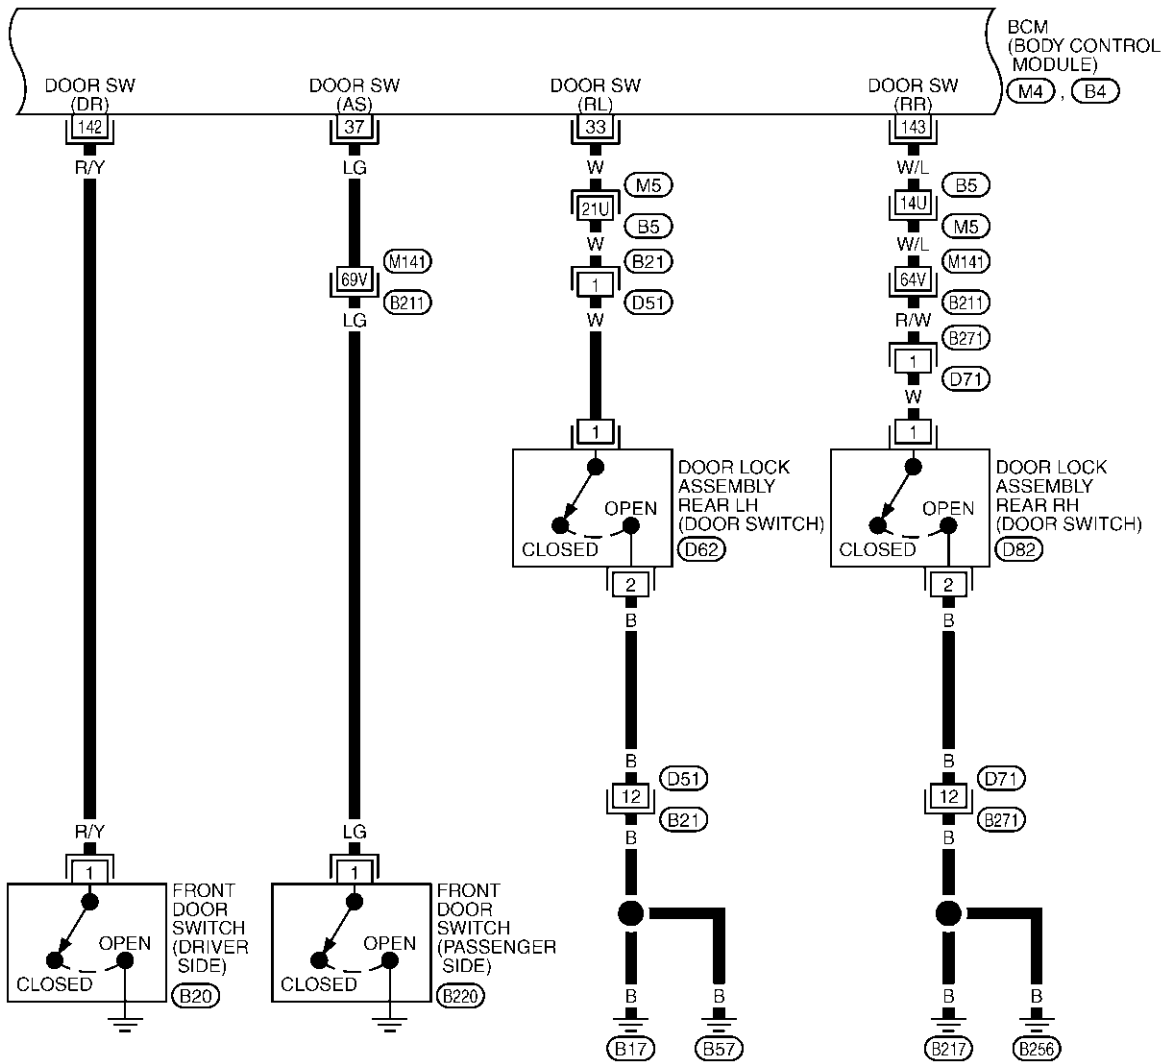 BCM
(BODY CONTROL
MODULE)
M4 , B4
DOOR SW
(DR)
DOOR SW
(AS)
DOOR SW
(RL)
DOOR SW
(RR)
142
37
33
143
R/Y
LG
W
W/L
M5
B5
21U
14U
B5
M5
W
W/L
B21
M141
M141
69V
1
64V
B211
D51
B211
LG
W
R/W
B271
1
D71
W
1
1
DOOR LOCK
ASSEMBLY
REAR LH
(DOOR SWITCH)
D62
OPEN
CLOSED
DOOR LOCK
ASSEMBLY
REAR RH
(DOOR SWITCH)
D82
OPEN
CLOSED
2
2
B
B
B
B
D51
D71
12
12
B21
B271
B
B
R/Y
LG
1
1
FRONT
DOOR
SWITCH
(DRIVER
SIDE)
B20
OPEN
CLOSED
FRONT
DOOR
SWITCH
(PASSENGER
SIDE)
B220
OPEN
CLOSED
B
B
B
B
B17
B57
B217
B256